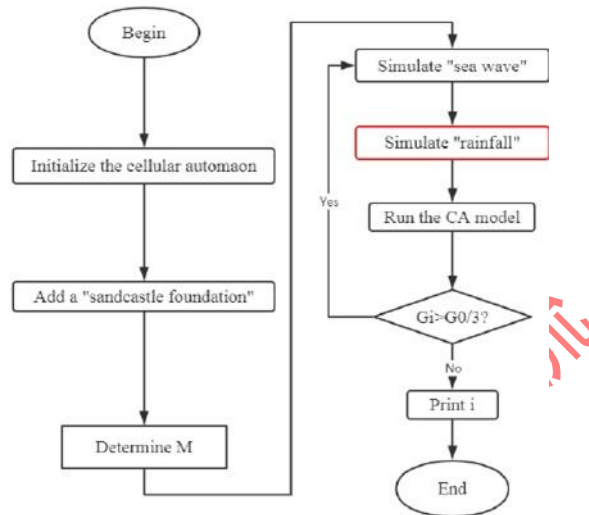 Begin
Initialize the cellular automaon
Add a "sandcastle foundation"
Determine M
Simulate "sea wave"
Simulate "rainfall"
Run the CA model
Gi>G0/3?
Yes
No
Print i
End